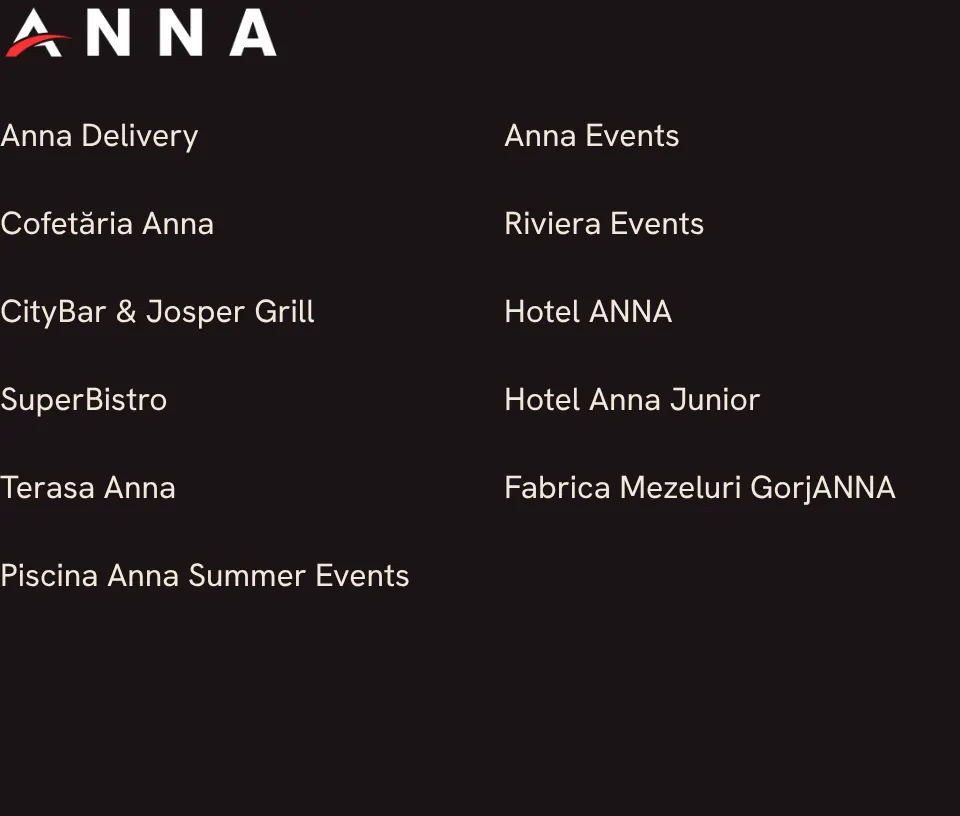 ANNA
Anna Delivery
Cofetăria Anna
CityBar & Josper Grill
SuperBistro
Terasa Anna
Piscina Anna Summer Events
Anna Events
Riviera Events
Hotel ANNA
Hotel Anna Junior
Fabrica Mezeluri GorjANNA